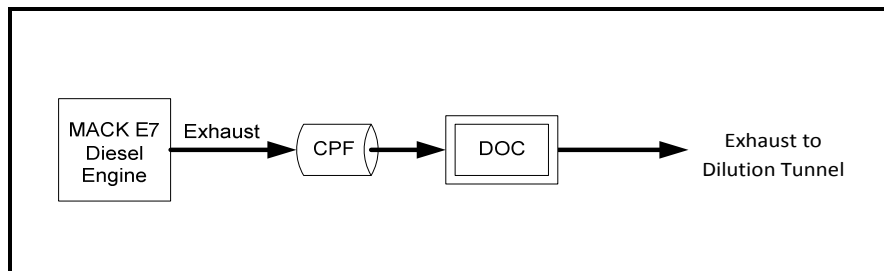 MACK E7
Diesel
Engine
Exhaust
CPF
DOC
Exhaust to
Dilution Tunnel